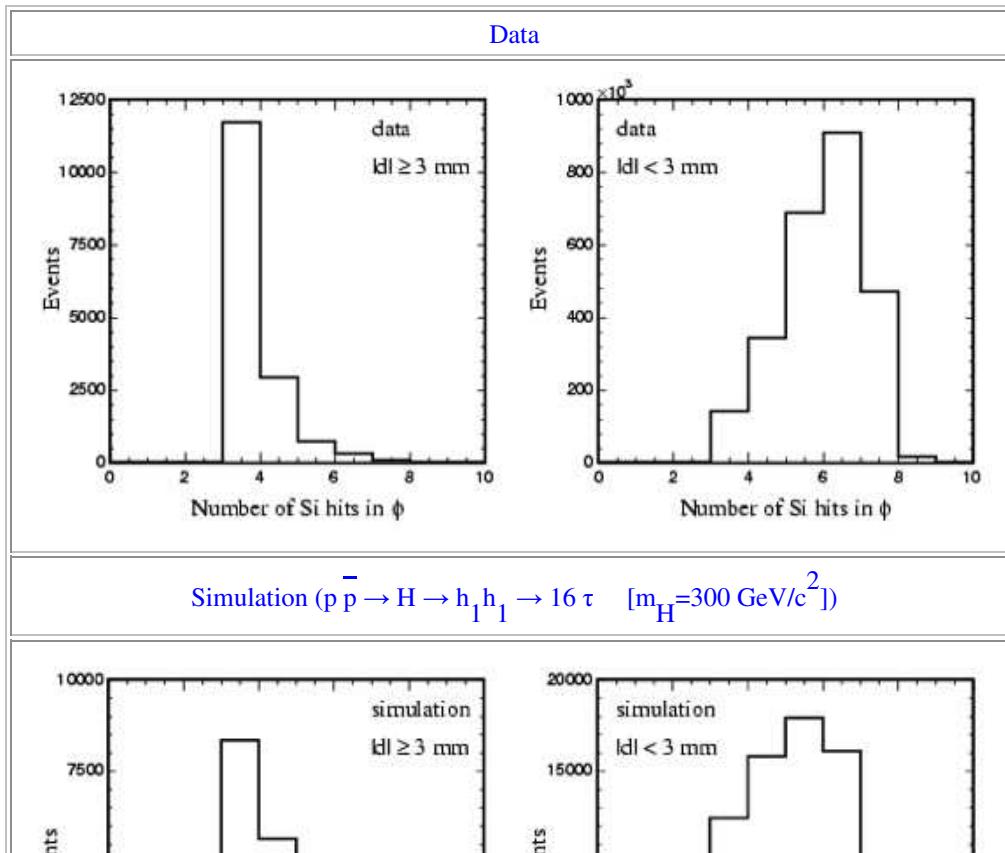 Data
12500
10000
7500
5000
2500
0
0 2 4 6 8 10
Events
data
|d| ≥ 3 mm
Number of Si hits in ϕ
×10³
1000
800
600
400
200
0
0 2 4 6 8 10
Events
data
|d| < 3 mm
Number of Si hits in ϕ
Simulation (p p̅ → H → h₁h₁ → 16 τ [m_H=300 GeV/c²])
10000
7500
simulation
|d| ≥ 3 mm
20000
15000
simulation
|d| < 3 mm